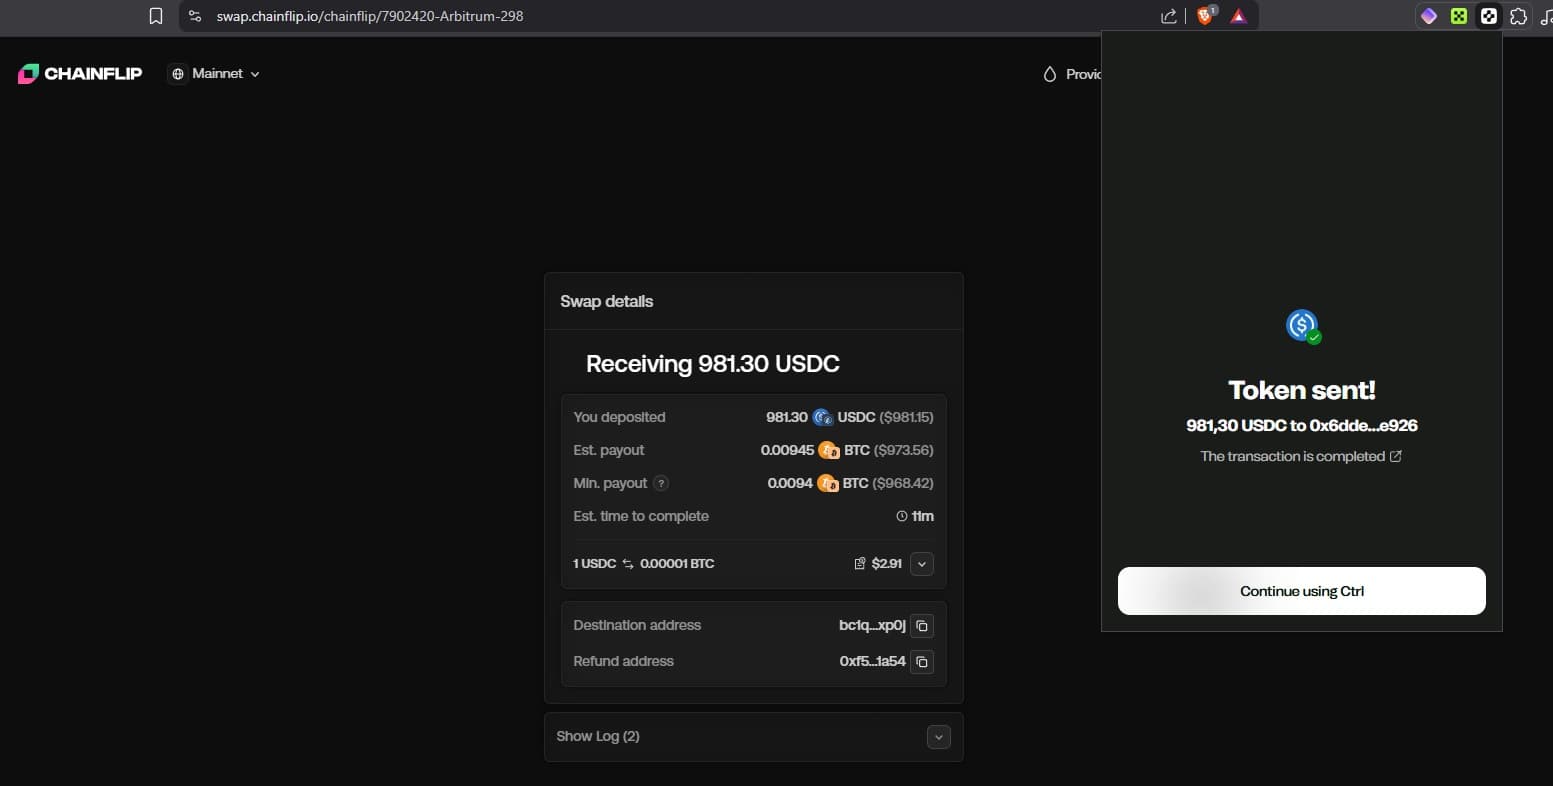 swap.chainflip.io/chainflip/7902420-Arbitrum-298
1
CHAINFLIP
Mainnet
Swap details
Receiving 981.30 USDC
You deposited 981.30 USDC ($981.15)
Est. payout 0.00945 BTC ($973.56)
Min. payout ? 0.0094 BTC ($968.42)
Est. time to complete 11m
1 USDC ⇆ 0.00001 BTC $2.91
Destination address bc1q...xp0j
Refund address 0xf5...1a54
Show Log (2)
Token sent!
981,30 USDC to 0x6dde...e926
The transaction is completed
Continue using Ctrl